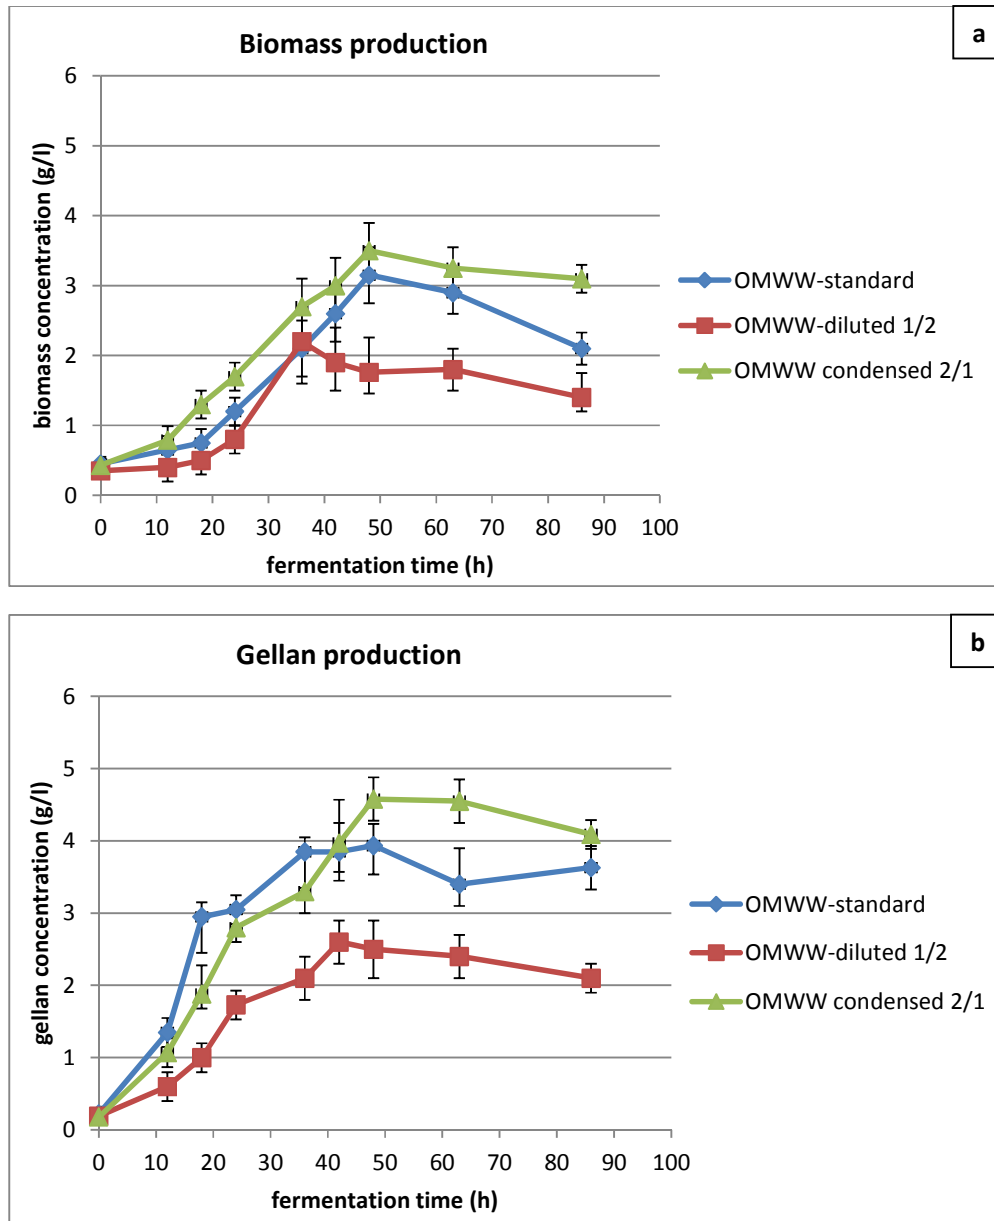 Biomass production
a
6
5
4
3
2
1
0
biomass concentration (g/l)
0 10 20 30 40 50 60 70 80 90 100
fermentation time (h)
OMWW-standard
OMWW-diluted 1/2
OMWW condensed 2/1
Gellan production
b
6
5
4
3
2
1
0
gellan concentration (g/l)
0 10 20 30 40 50 60 70 80 90 100
fermentation time (h)
OMWW-standard
OMWW-diluted 1/2
OMWW condensed 2/1